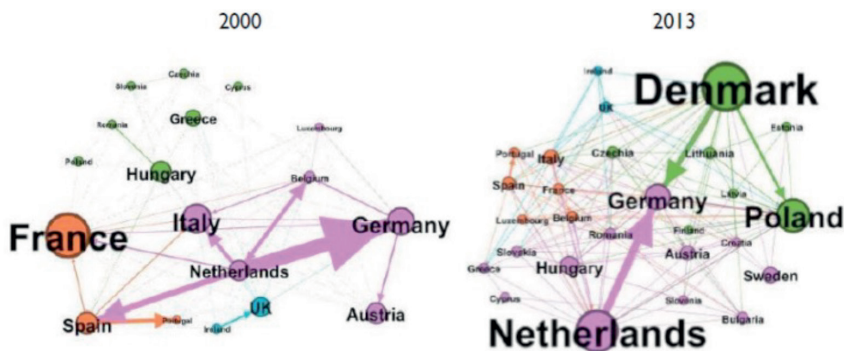 2000
2013
Czechia
Slovenia
Cyprus
Romania
Greece
Luxembourg
Poland
Hungary
Belgium
France
Italy
Germany
Netherlands
Spain
Portugal
Ireland
UK
Austria
Ireland
UK
Denmark
Estonia
Portugal
Italy
Czechia
Lithuania
Spain
France
Germany
Latvia
Luxembourg
Belgium
Poland
Romania
Finland
Croatia
Slovakia
Greece
Hungary
Austria
Sweden
Cyprus
Slovenia
Netherlands
Bulgaria